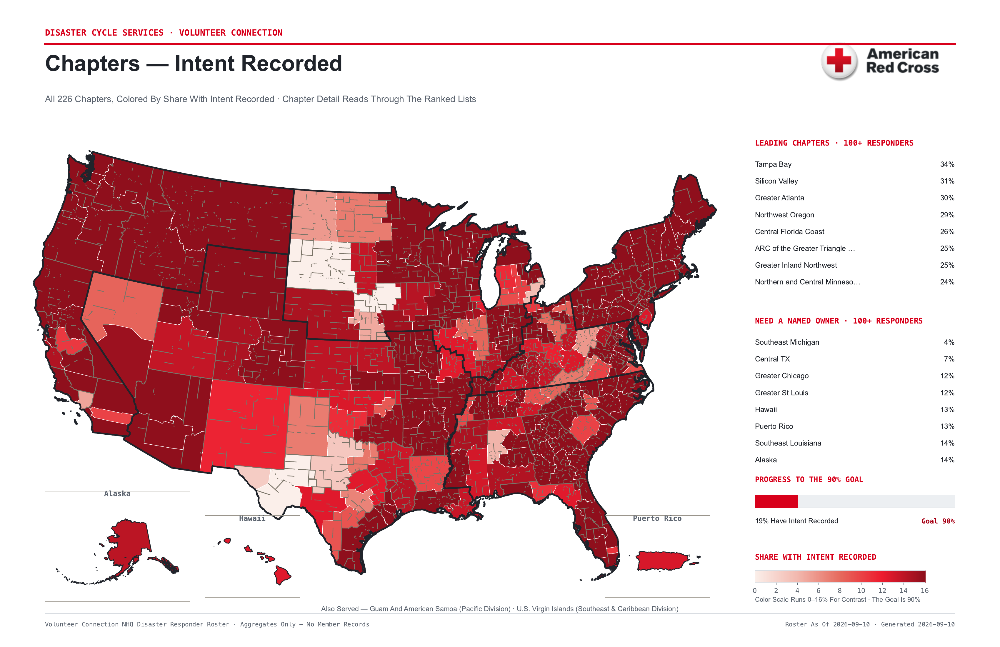 DISASTER CYCLE SERVICES · VOLUNTEER CONNECTION
Chapters — Intent Recorded
American
Red Cross
All 226 Chapters, Colored By Share With Intent Recorded · Chapter Detail Reads Through The Ranked Lists
LEADING CHAPTERS · 100+ RESPONDERS
Tampa Bay 34%
Silicon Valley 31%
Greater Atlanta 30%
Northwest Oregon 29%
Central Florida Coast 26%
ARC of the Greater Triangle … 25%
Greater Inland Northwest 25%
Northern and Central Minneso… 24%
NEED A NAMED OWNER · 100+ RESPONDERS
Southeast Michigan 4%
Central TX 7%
Greater Chicago 12%
Greater St Louis 12%
Hawaii 13%
Puerto Rico 13%
Southeast Louisiana 14%
Alaska 14%
PROGRESS TO THE 90% GOAL
19% Have Intent Recorded Goal 90%
SHARE WITH INTENT RECORDED
0 2 4 6 8 10 12 14 16
Color Scale Runs 0–16% For Contrast · The Goal Is 90%
Alaska
Hawaii
Puerto Rico
Also Served — Guam And American Samoa (Pacific Division) · U.S. Virgin Islands (Southeast & Caribbean Division)
Volunteer Connection NHQ Disaster Responder Roster · Aggregates Only — No Member Records
Roster As Of 2026-09-10 · Generated 2026-09-10